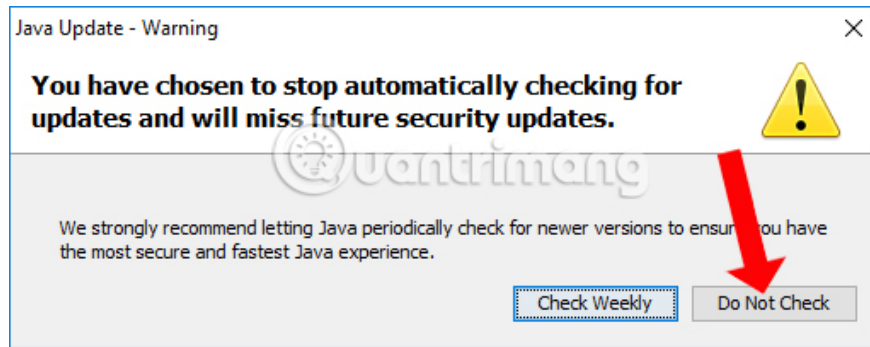 Java Update - Warning
You have chosen to stop automatically checking for
updates and will miss future security updates.
Quantrimang
We strongly recommend letting Java periodically check for newer versions to ensure you have
the most secure and fastest Java experience.
Check Weekly Do Not Check